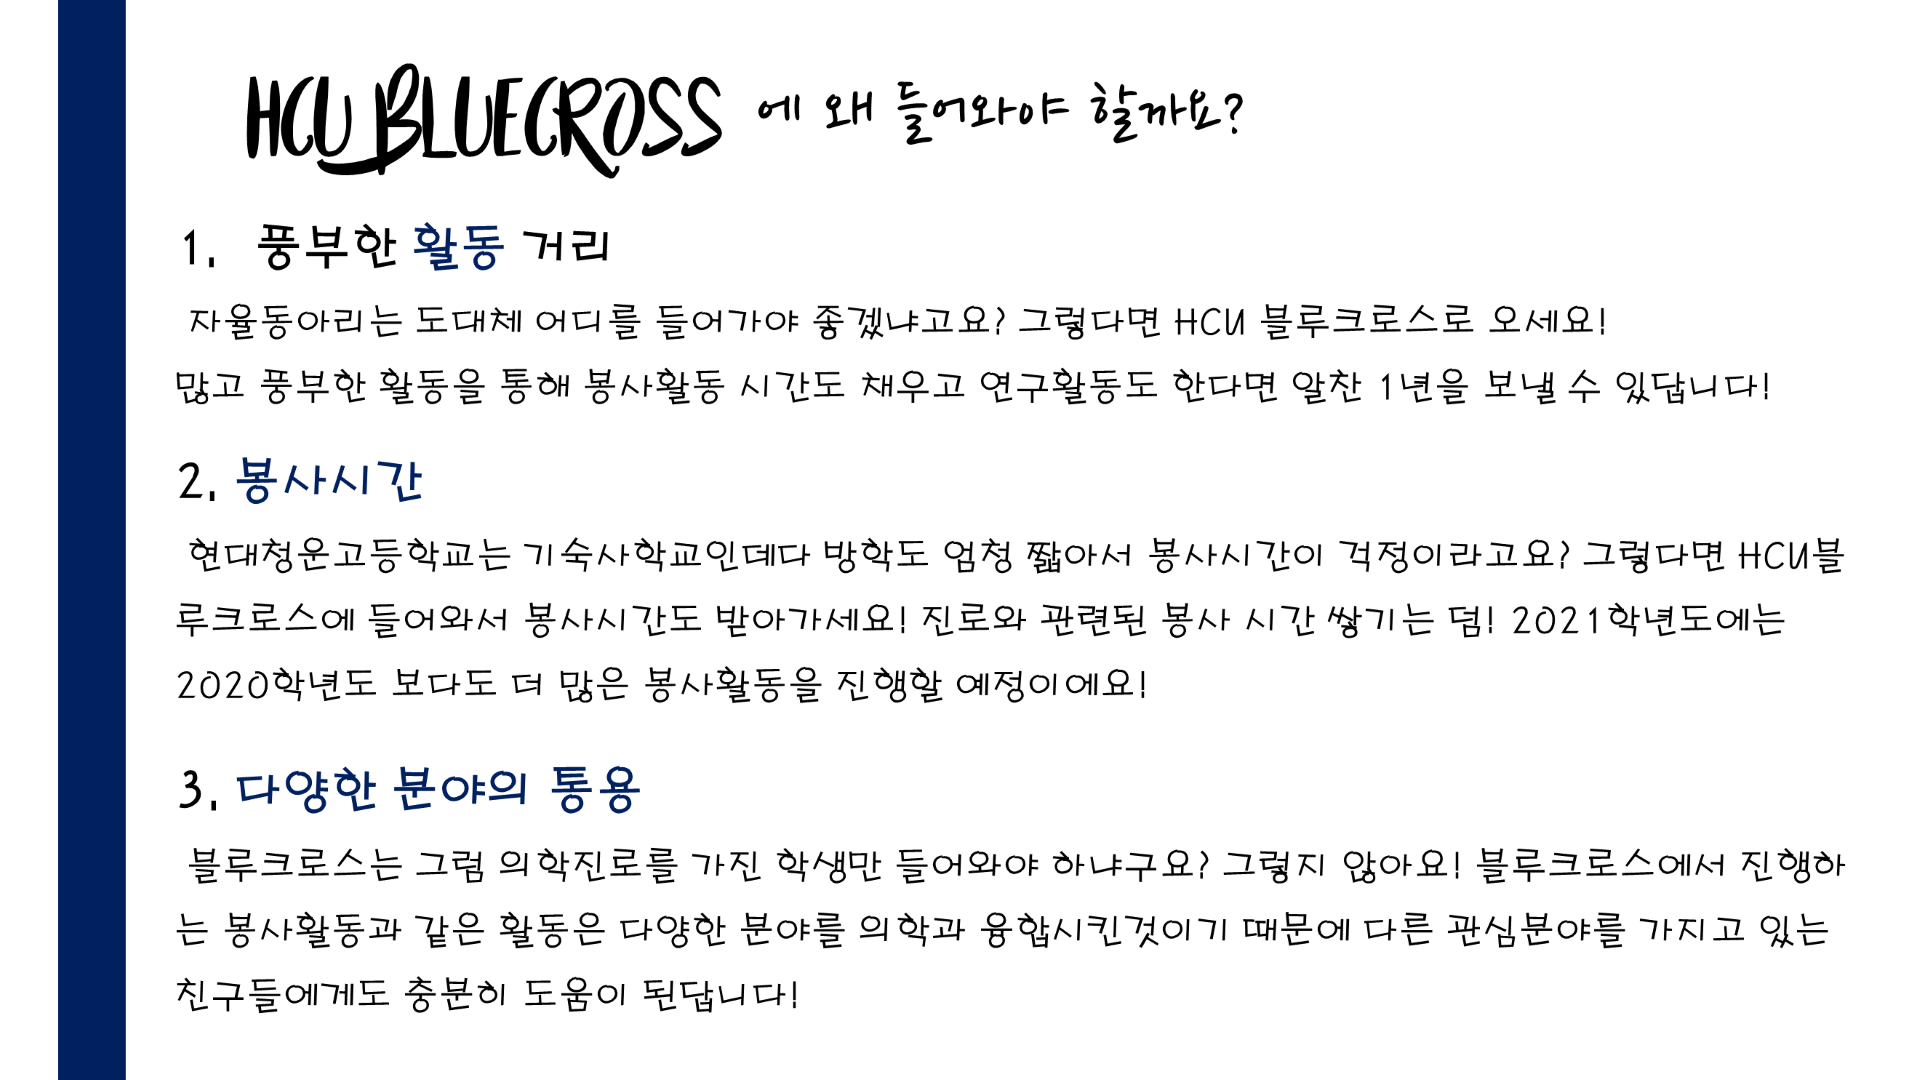 HCU BLUECROSS 에 왜 들어와야 할까요?
1. 풍부한 활동 거리
자율동아리는 도대체 어디를 들어가야 좋겠냐고요? 그렇다면 HCU 블루크로스로 오세요!
많고 풍부한 활동을 통해 봉사활동 시간도 채우고 연구활동도 한다면 알찬 1년을 보낼 수 있답니다!
2. 봉사시간
현대청운고등학교는 기숙사학교인데다 방학도 엄청 짧아서 봉사시간이 걱정이라고요? 그렇다면 HCU블
루크로스에 들어와서 봉사시간도 받아가세요! 진로와 관련된 봉사 시간 쌓기는 덤! 2021학년도에는
2020학년도 보다도 더 많은 봉사활동을 진행할 예정이에요!
3. 다양한 분야의 통용
블루크로스는 그럼 의학진로를 가진 학생만 들어와야 하냐구요? 그렇지 않아요! 블루크로스에서 진행하
는 봉사활동과 같은 활동은 다양한 분야를 의학과 융합시킨것이기 때문에 다른 관심분야를 가지고 있는
친구들에게도 충분히 도움이 된답니다!